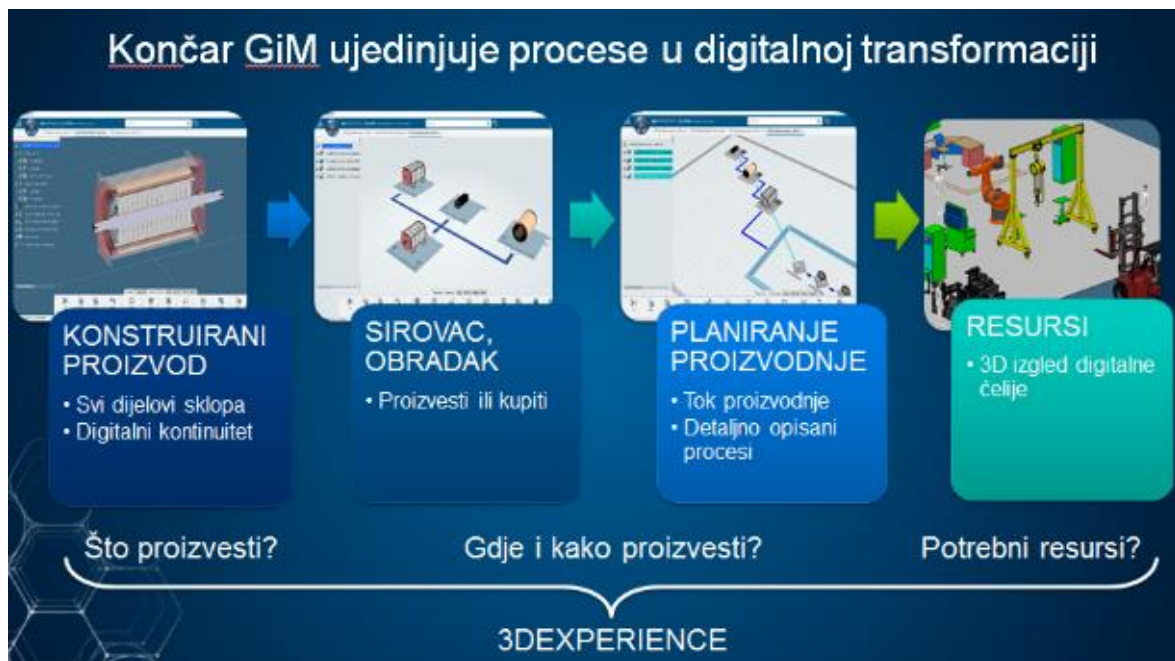 Končar GiM ujedinjuje procese u digitalnoj transformaciji
KONSTRUIRANI
PROIZVOD
• Svi dijelovi sklopa
• Digitalni kontinuitet
SIROVAC,
OBRADAK
• Proizvesti ili kupiti
PLANIRANJE
PROIZVODNJE
• Tok proizvodnje
• Detaljno opisani
procesi
RESURSI
• 3D izgled digitalne
ćelije
Što proizvesti?
Gdje i kako proizvesti?
Potrebni resursi?
3DEXPERIENCE